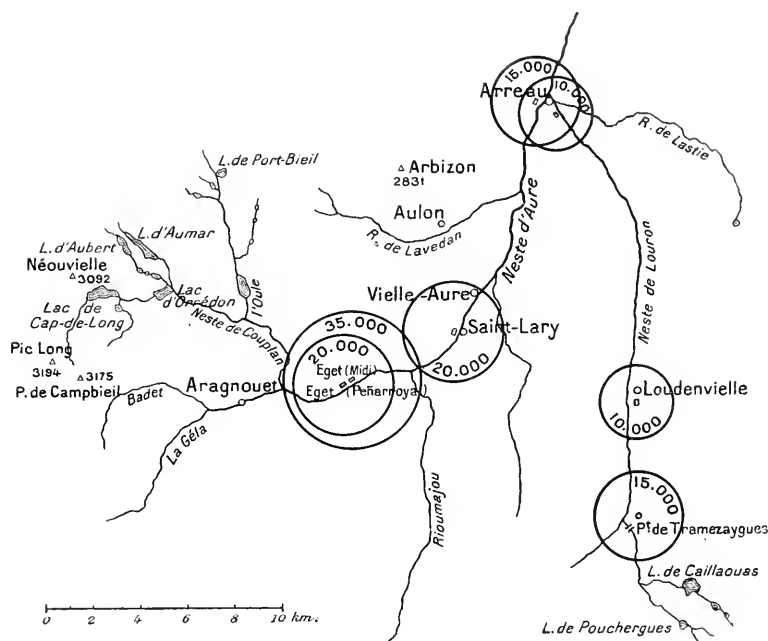 15.000
10.000
Arreau
R. de Lastie
L. de Port-Bieil
Arbizon
2831
Aulon
R. de Lavedan
Neste d'Aure
Neste de Louron
L. d'Aubert
L. d'Aumar
Néouvielle
3092
Lac d'Orrédon
l'Oule
Lac de
Cap-de-Long
Neste de Couplan
Vielle-Aure
Saint-Lary
20.000
35.000
20.000
Eget (Midi)
Eget (Peñarroya)
Pic Long
3194
3175
P. de Campbieil
Badet
Aragnouet
La Géla
Rioumajou
Loudenvielle
10.000
15.000
Pt de Tramezaygues
L. de Caillaouas
L. de Pouchergues
0 2 4 6 8 10 km.